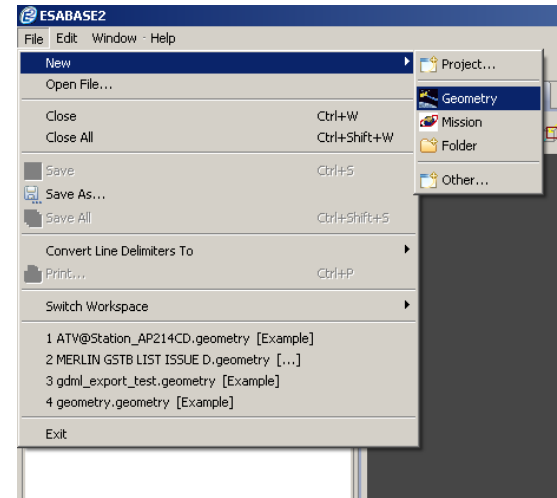 ESABASE2
File Edit Window Help
New
Open File...
Close Ctrl+W
Close All Ctrl+Shift+W
Save Ctrl+S
Save As...
Save All Ctrl+Shift+S
Convert Line Delimiters To
Print... Ctrl+P
Switch Workspace
1 ATV@Station_AP214CD.geometry [Example]
2 MERLIN GSTB LIST ISSUE D.geometry [...]
3 gdml_export_test.geometry [Example]
4 geometry.geometry [Example]
Exit
Project...
Geometry
Mission
Folder
Other...